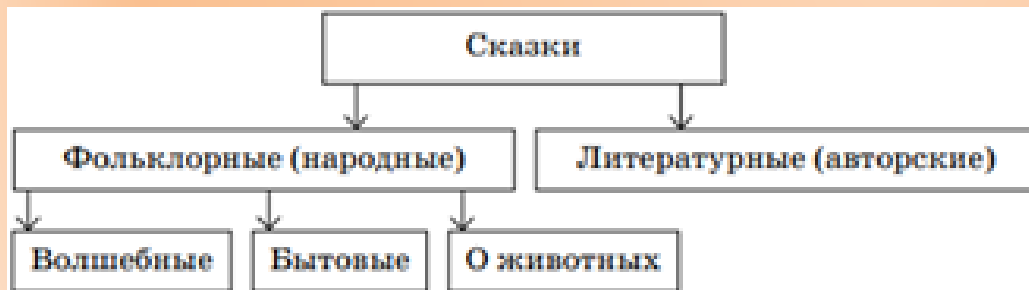 Сказки
Фольклорные (народные)
Литературные (авторские)
Волшебные
Бытовые
О животных